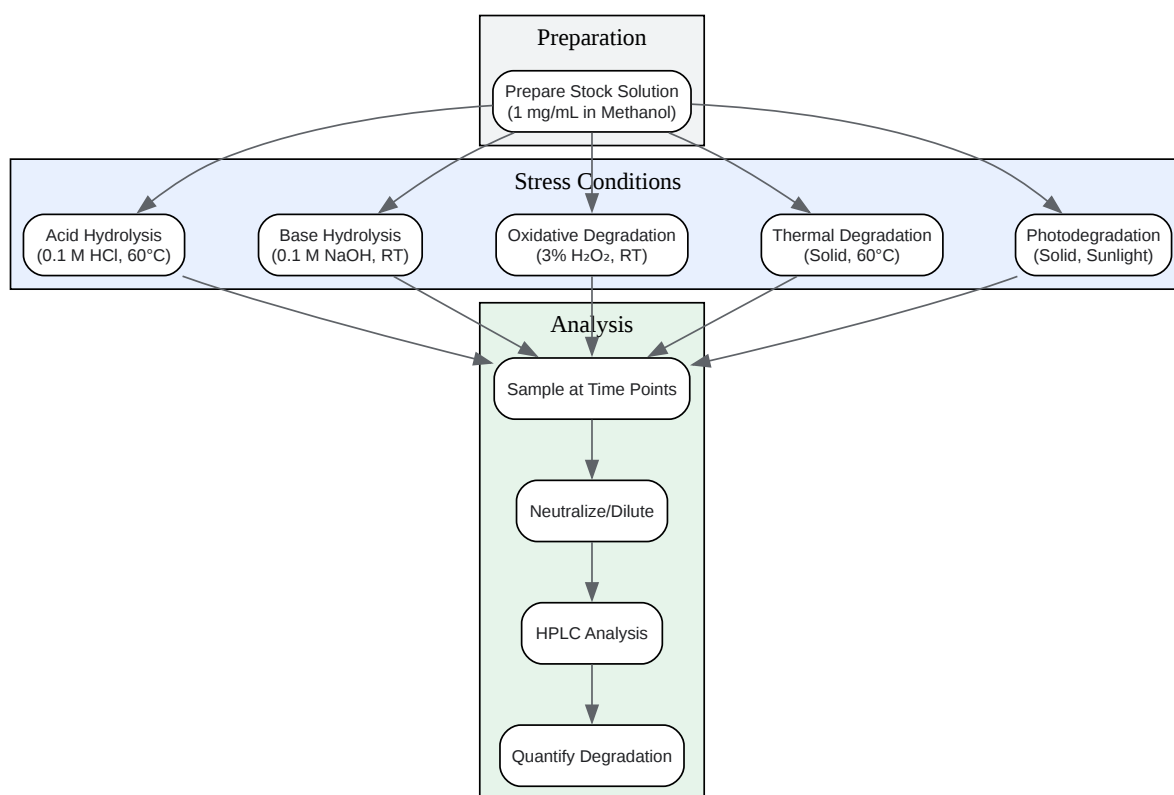 Preparation
Prepare Stock Solution
(1 mg/mL in Methanol)
Stress Conditions
Acid Hydrolysis
(0.1 M HCl, 60°C)
Base Hydrolysis
(0.1 M NaOH, RT)
Oxidative Degradation
(3% H₂O₂, RT)
Thermal Degradation
(Solid, 60°C)
Photodegradation
(Solid, Sunlight)
Analysis
Sample at Time Points
Neutralize/Dilute
HPLC Analysis
Quantify Degradation